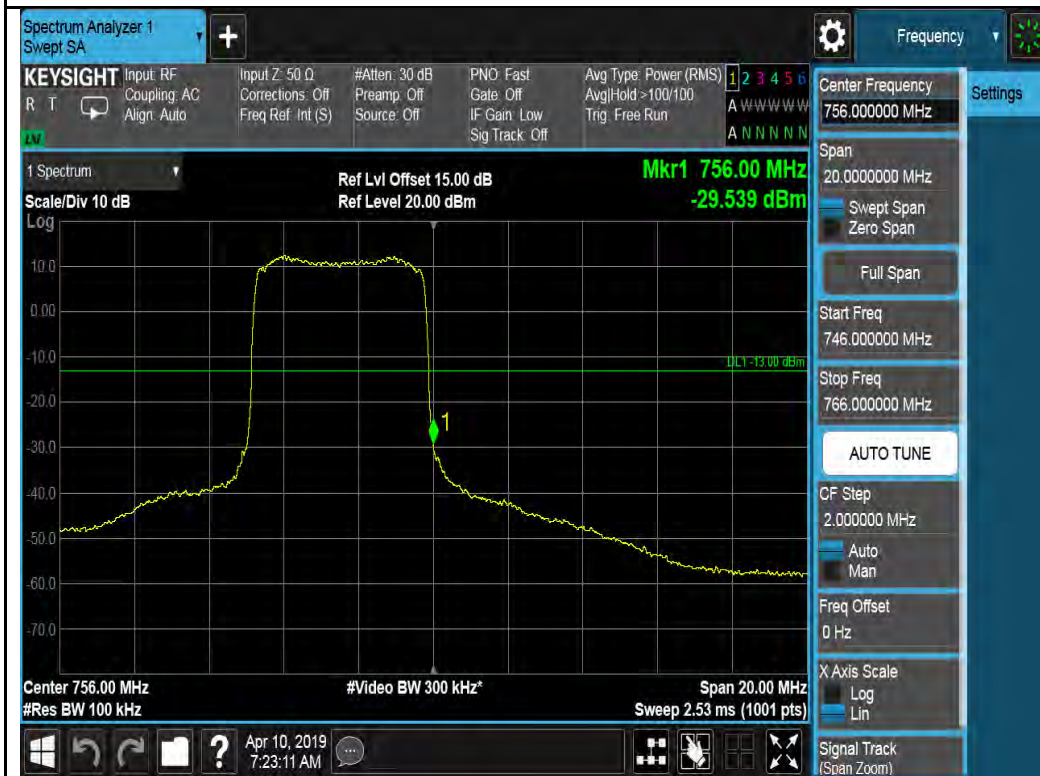 Spectrum Analyzer 1
Swept SA
+
Frequency
KEYSIGHT
R T
LV
Input: RF
Coupling: AC
Align: Auto
Input Z: 50 Ω
Corrections: Off
Freq Ref: Int (S)
#Atten: 30 dB
Preamp: Off
Source: Off
PNO: Fast
Gate: Off
IF Gain: Low
Sig Track: Off
Avg Type: Power (RMS)
Avg|Hold >100/100
Trig: Free Run
1 2 3 4 5 6
A W W W W W
A N N N N N
1 Spectrum
Scale/Div 10 dB
Log
Ref Lvl Offset 15.00 dB
Ref Level 20.00 dBm
Mkr1 756.00 MHz
-29.539 dBm
10.0
0.00
-10.0
-20.0
-30.0
-40.0
-50.0
-60.0
-70.0
DL1 -13.00 dBm
1
Center 756.00 MHz
#Res BW 100 kHz
#Video BW 300 kHz*
Span 20.00 MHz
Sweep 2.53 ms (1001 pts)
Center Frequency
756.000000 MHz
Settings
Span
20.0000000 MHz
Swept Span
Zero Span
Full Span
Start Freq
746.000000 MHz
Stop Freq
766.000000 MHz
AUTO TUNE
CF Step
2.000000 MHz
Auto
Man
Freq Offset
0 Hz
X Axis Scale
Log
Lin
Signal Track
(Span Zoom)
?
Apr 10, 2019
7:23:11 AM